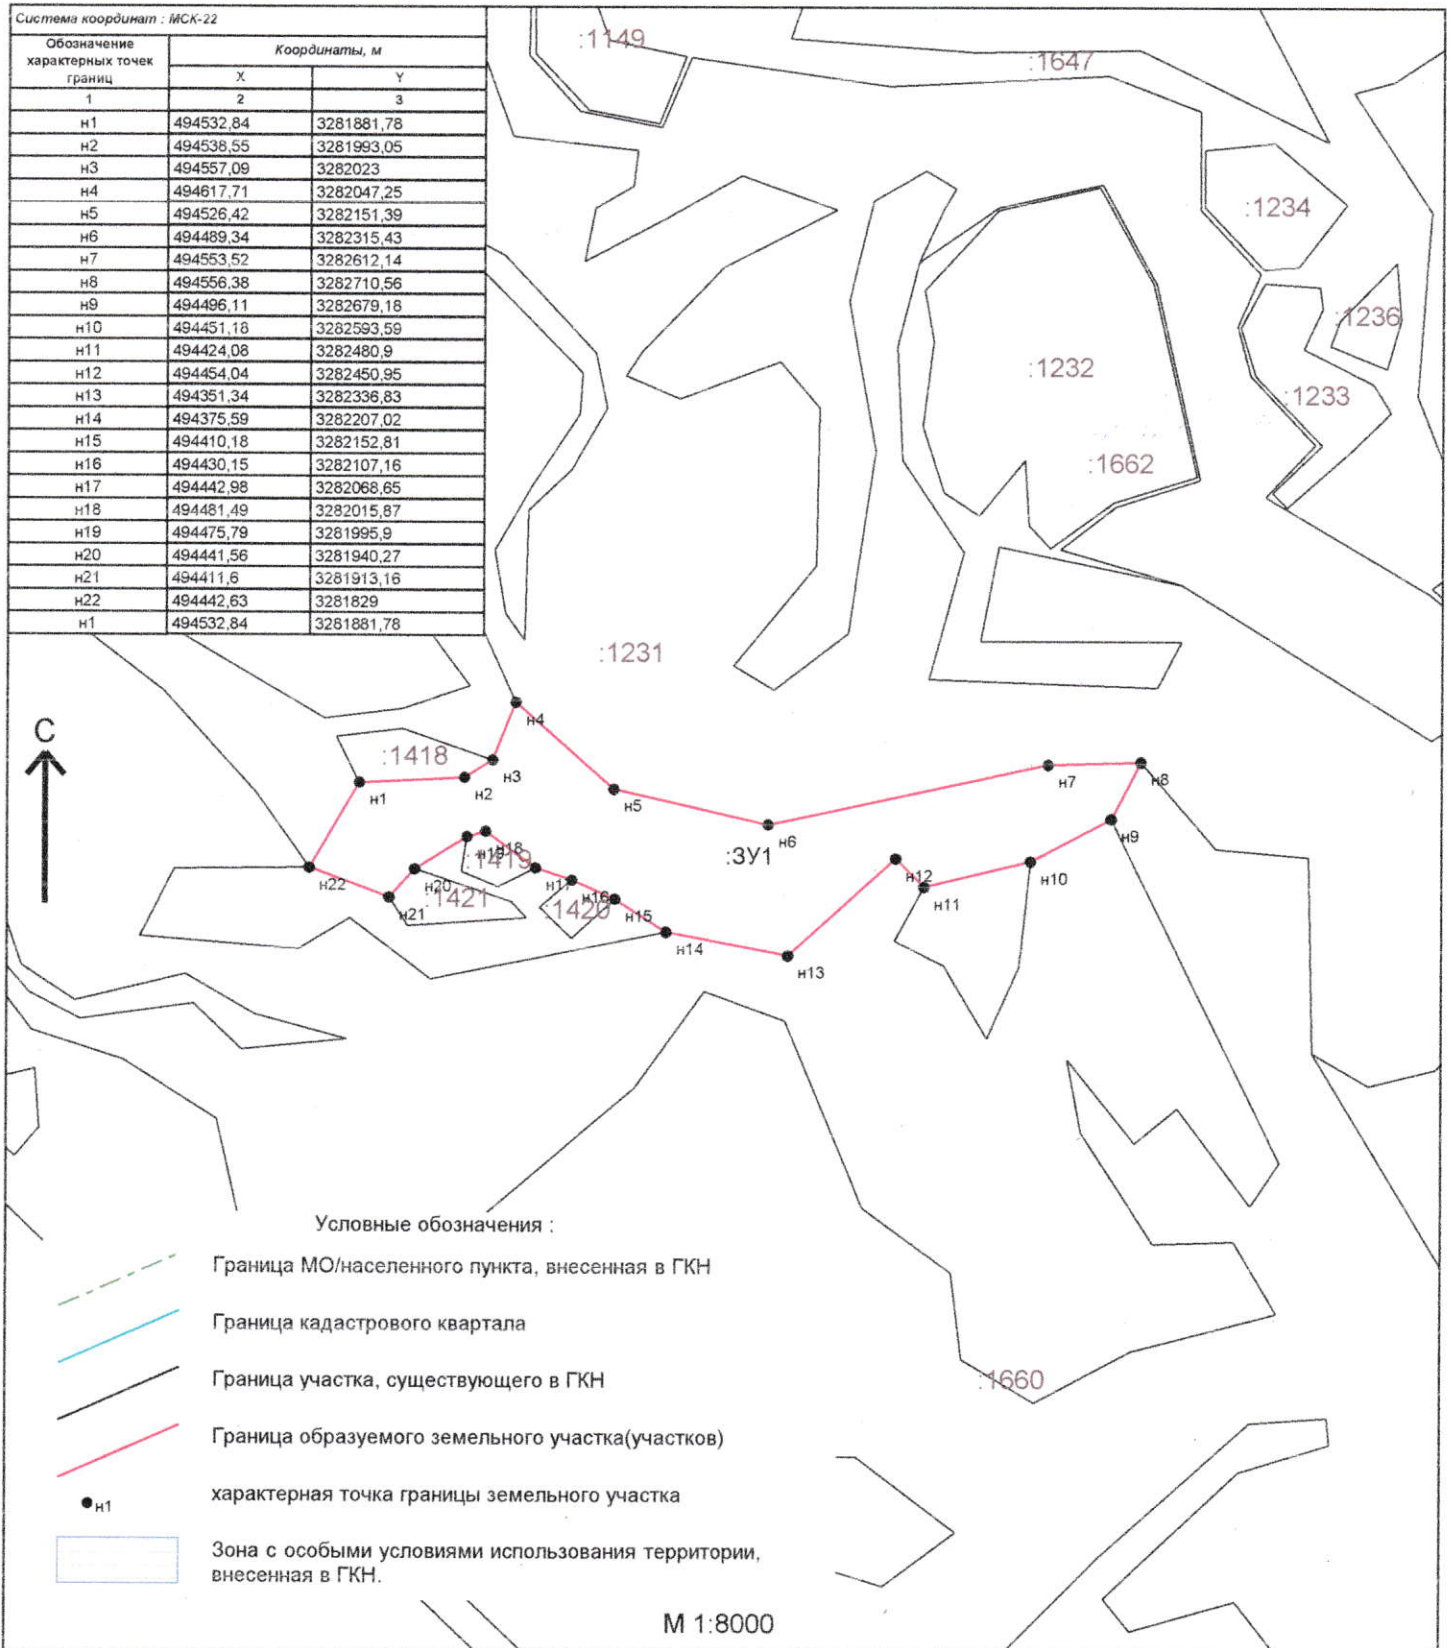 Система координат : МСК-22
Обозначение характерных точек границ Координаты, м
X Y
1 2 3
н1 494532,84 3281881,78
н2 494538,55 3281993,05
н3 494557,09 3282023
н4 494617,71 3282047,25
н5 494526,42 3282151,39
н6 494489,34 3282315,43
н7 494553,52 3282612,14
н8 494556,38 3282710,56
н9 494496,11 3282679,18
н10 494451,18 3282593,59
н11 494424,08 3282480,9
н12 494454,04 3282450,95
н13 494351,34 3282336,83
н14 494375,59 3282207,02
н15 494410,18 3282152,81
н16 494430,15 3282107,16
н17 494442,98 3282068,65
н18 494481,49 3282015,87
н19 494475,79 3281995,9
н20 494441,56 3281940,27
н21 494411,6 3281913,16
н22 494442,63 3281829
н1 494532,84 3281881,78
:1149
:1647
:1234
:1236
:1232
:1233
:1662
:1231
С
н4
:1418
н3
н1
н2
н5
н7
н8
н6
н9
:ЗУ1
н18
н19
:1419
н12
н10
н22
н20
н17
н11
:1421
н16
н21
:1420
н15
н14
н13
Условные обозначения :
Граница МО/населенного пункта, внесенная в ГКН
Граница кадастрового квартала
Граница участка, существующего в ГКН
:1660
Граница образуемого земельного участка(участков)
н1 характерная точка границы земельного участка
Зона с особыми условиями использования территории,
внесенная в ГКН.
М 1:8000